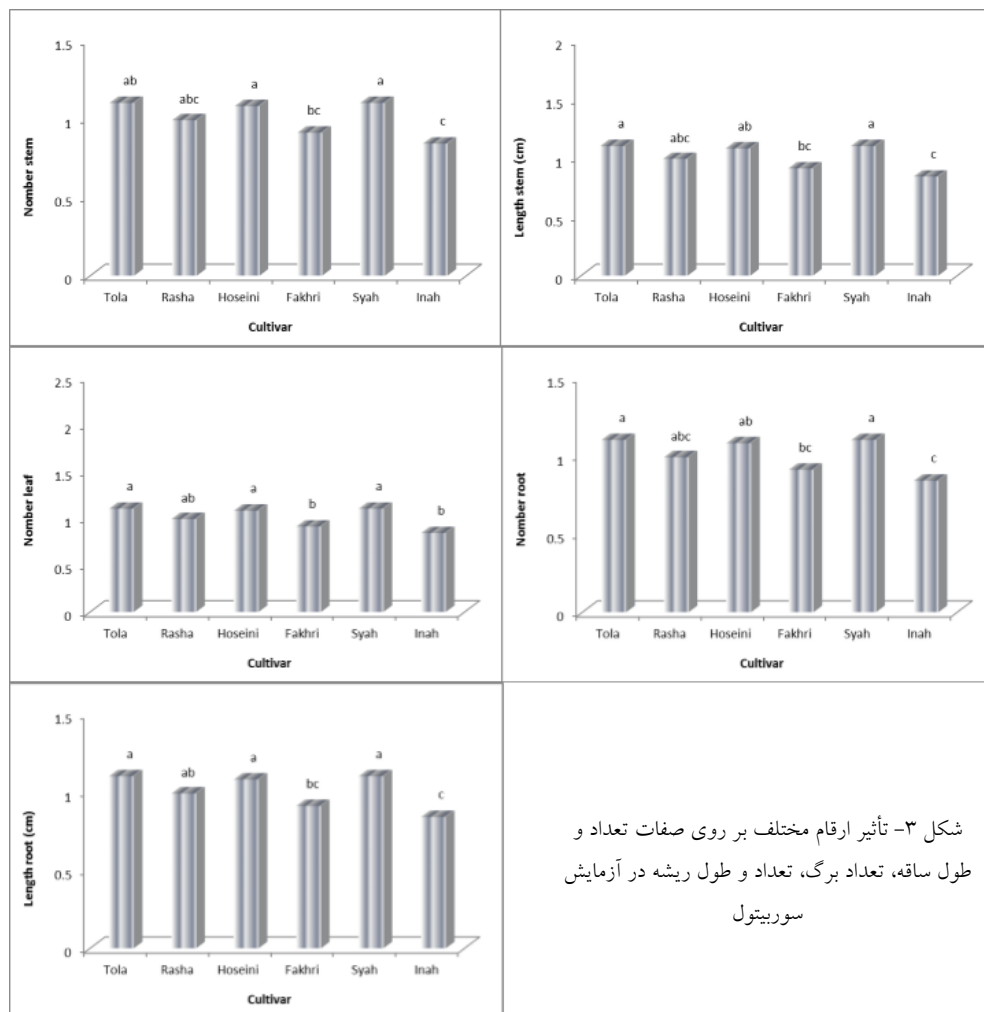 1.5
1
0.5
0
Nomber stem
ab abc a bc a c
Tola Rasha Hoseini Fakhri Syah Inah
Cultivar
2
1.5
1
0.5
0
Length stem (cm)
a abc ab bc a c
Tola Rasha Hoseini Fakhri Syah Inah
Cultivar
2.5
2
1.5
1
0.5
0
Nomber leaf
a ab a b a b
Tola Rasha Hoseini Fakhri Syah Inah
Cultivar
1.5
1
0.5
0
Nomber root
a abc ab bc a c
Tola Rasha Hoseini Fakhri Syah Inah
Cultivar
1.5
1
0.5
0
Length root (cm)
a ab a bc a c
Tola Rasha Hoseini Fakhri Syah Inah
Cultivar
شکل ۳- تأثیر ارقام مختلف بر روی صفات تعداد و
طول ساقه، تعداد برگ، تعداد و طول ریشه در آزمایش
سوربیتول